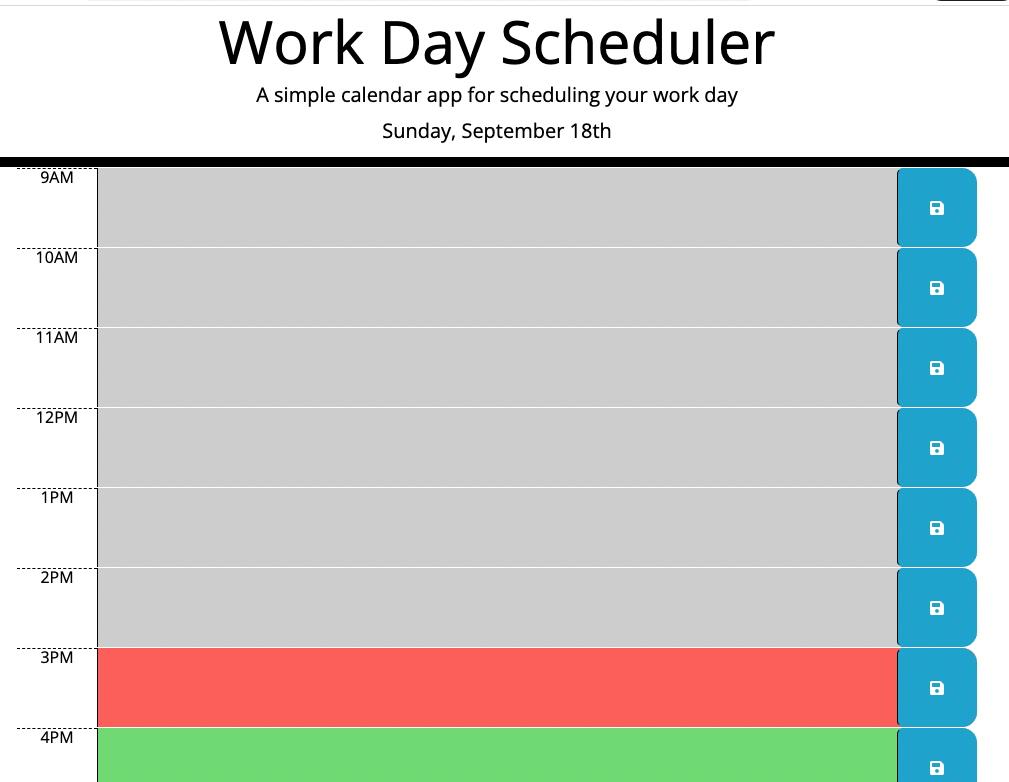 Work Day Scheduler
A simple calendar app for scheduling your work day
Sunday, September 18th
9AM
10AM
11AM
12PM
1PM
2PM
3PM
4PM